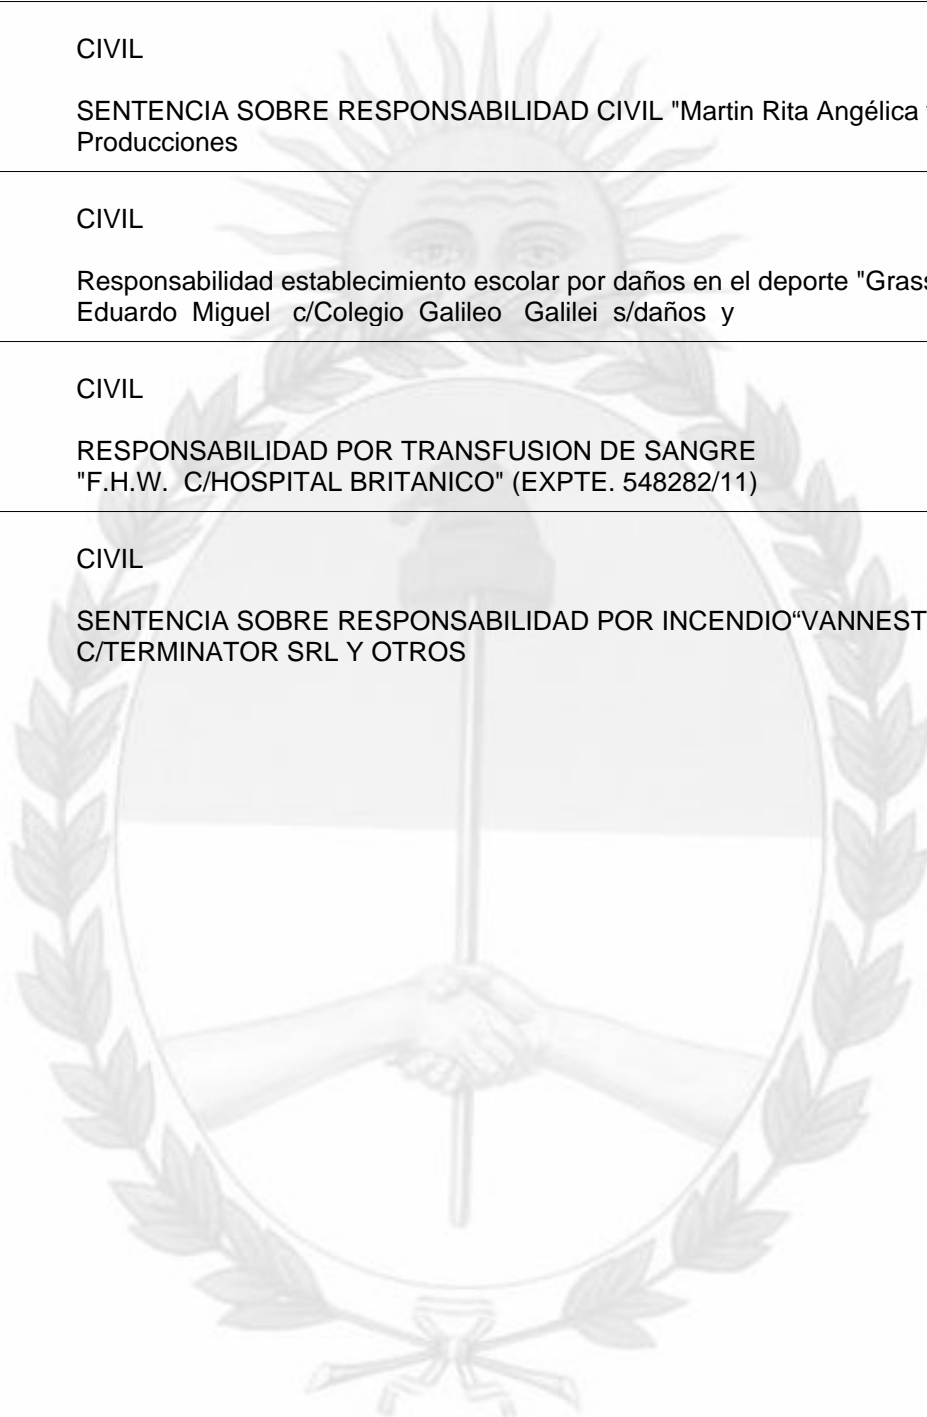 CIVIL
SENTENCIA SOBRE RESPONSABILIDAD CIVIL "Martin Rita Angélica
Producciones
CIVIL
Responsabilidad establecimiento escolar por daños en el deporte "Grass
Eduardo Miguel c/Colegio Galileo Galilei s/daños y
CIVIL
RESPONSABILIDAD POR TRANSFUSION DE SANGRE
"F.H.W. C/HOSPITAL BRITANICO" (EXPTE. 548282/11)
CIVIL
SENTENCIA SOBRE RESPONSABILIDAD POR INCENDIO“VANNEST
C/TERMINATOR SRL Y OTROS